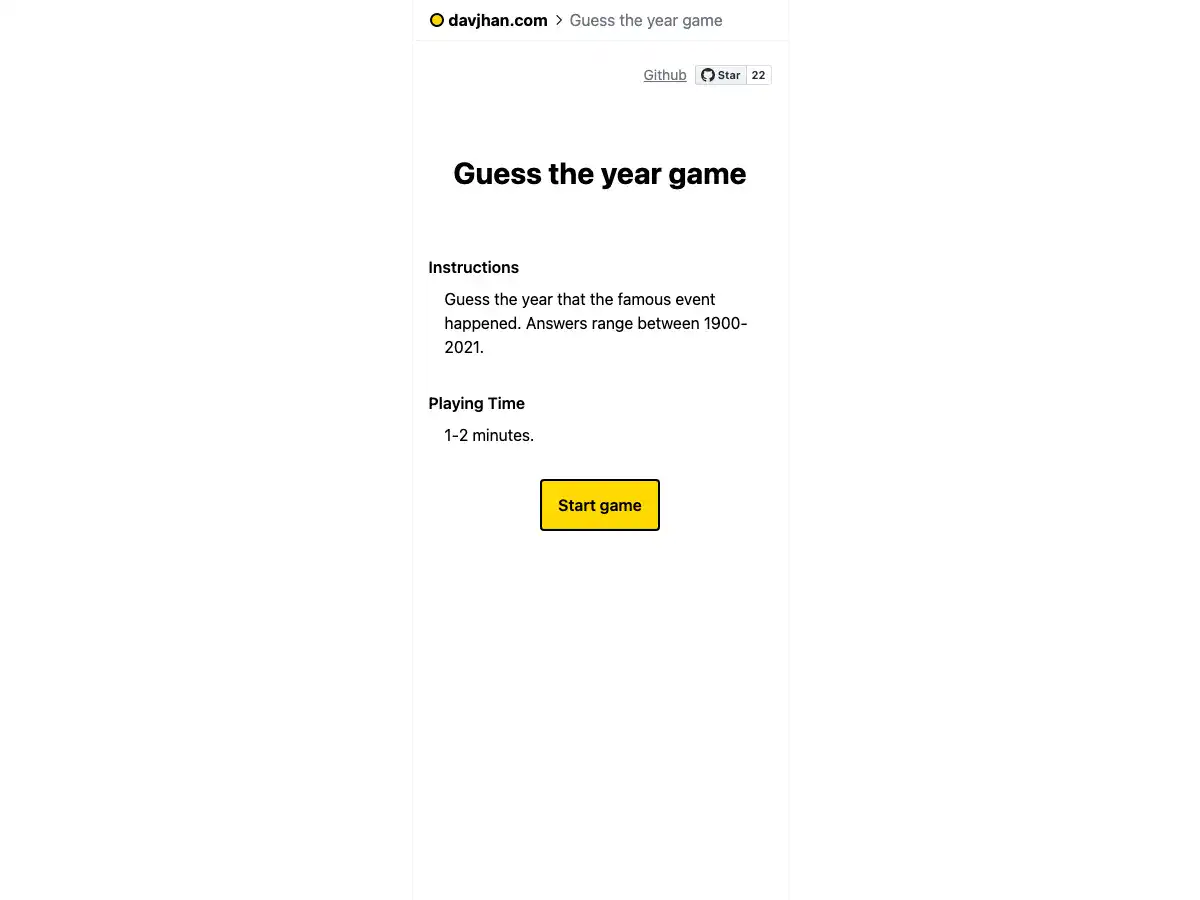 davjhan.com > Guess the year game
Github Star 22
Guess the year game
Instructions
Guess the year that the famous event
happened. Answers range between 1900-
2021.
Playing Time
1-2 minutes.
Start game